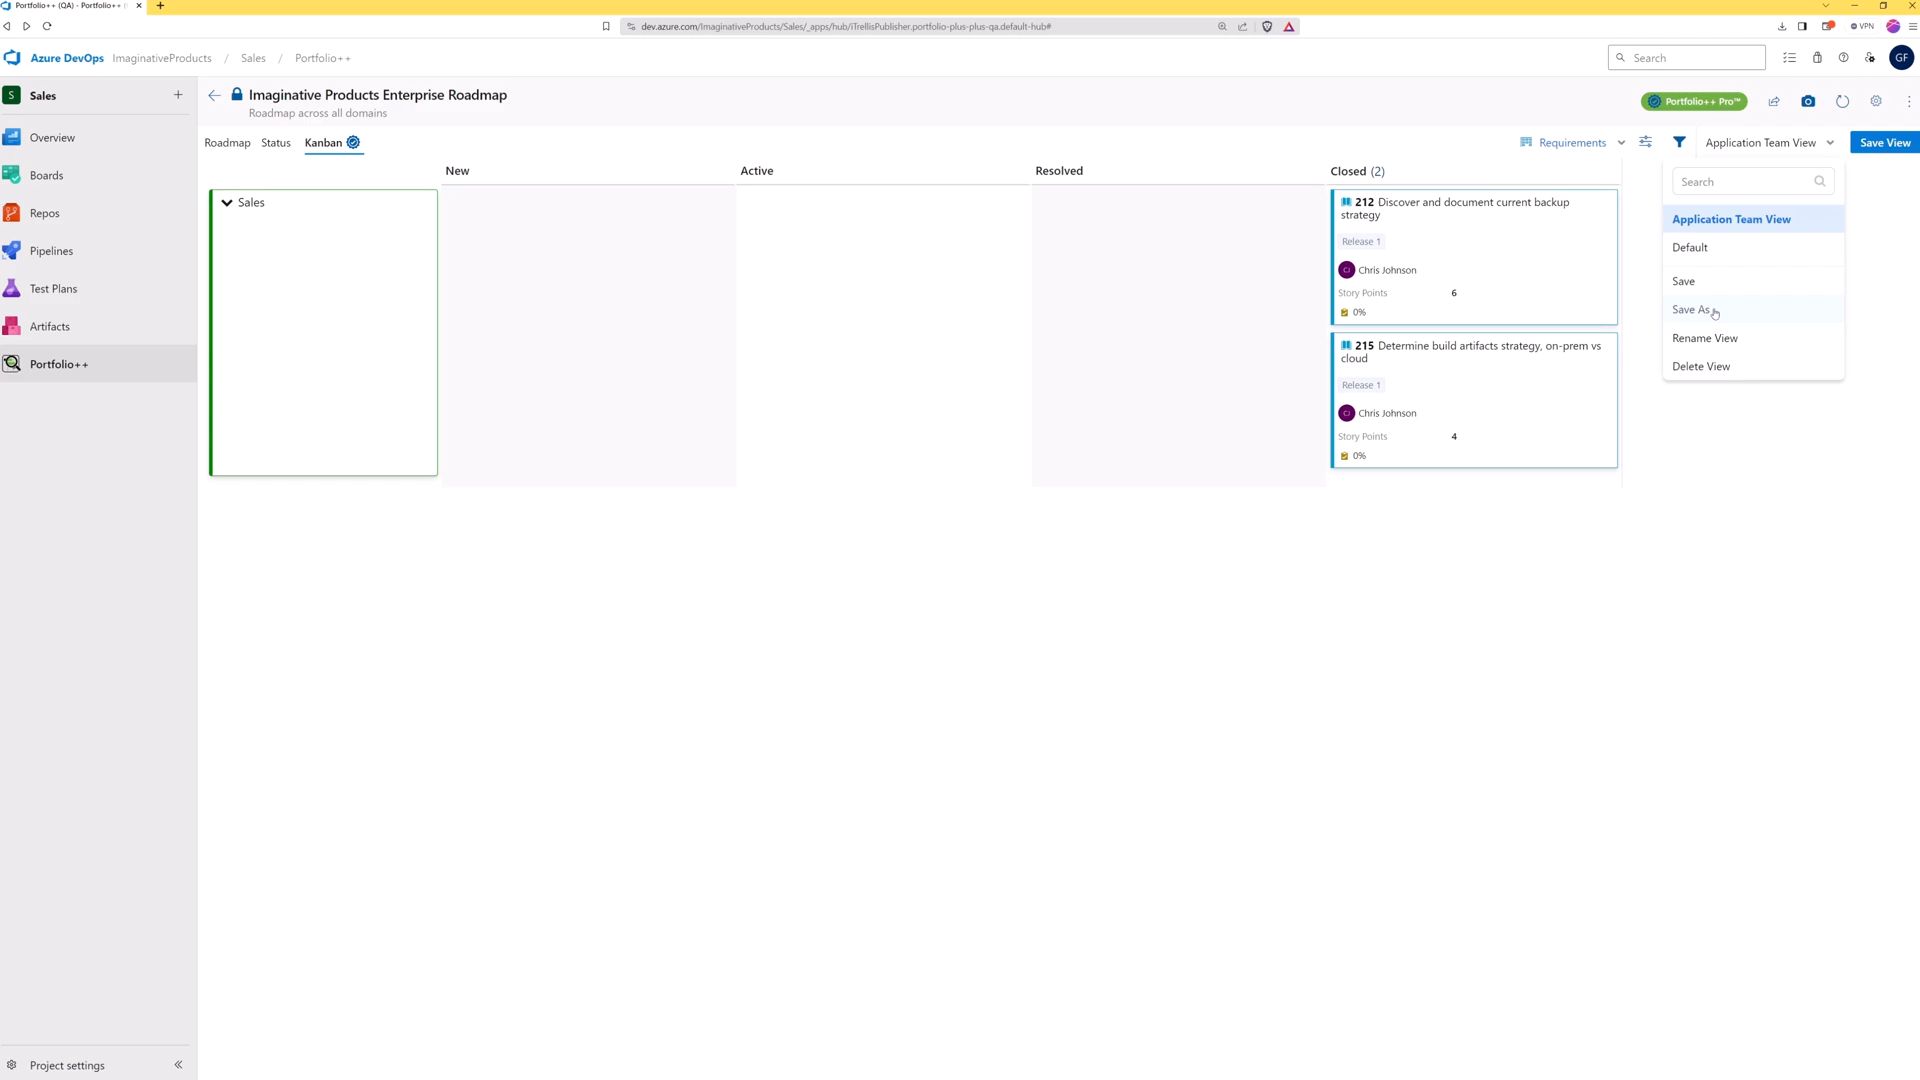 Portfolio++ (QA) - Portfolio++
dev.azure.com/ImaginativeProducts/Sales/_apps/hub/iTrellisPublisher.portfolio-plus-plus-qa.default-hub#
VPN
Azure DevOps ImaginativeProducts / Sales / Portfolio++
Search
GF
S Sales
Overview
Boards
Repos
Pipelines
Test Plans
Artifacts
Portfolio++
Project settings
Imaginative Products Enterprise Roadmap
Roadmap across all domains
Portfolio++ Pro™
Roadmap Status Kanban
Requirements
Application Team View
Save View
New
Active
Resolved
Closed (2)
Sales
212 Discover and document current backup
strategy
Release 1
CJ Chris Johnson
Story Points 6
0%
215 Determine build artifacts strategy, on-prem vs
cloud
Release 1
CJ Chris Johnson
Story Points 4
0%
Search
Application Team View
Default
Save
Save As
Rename View
Delete View